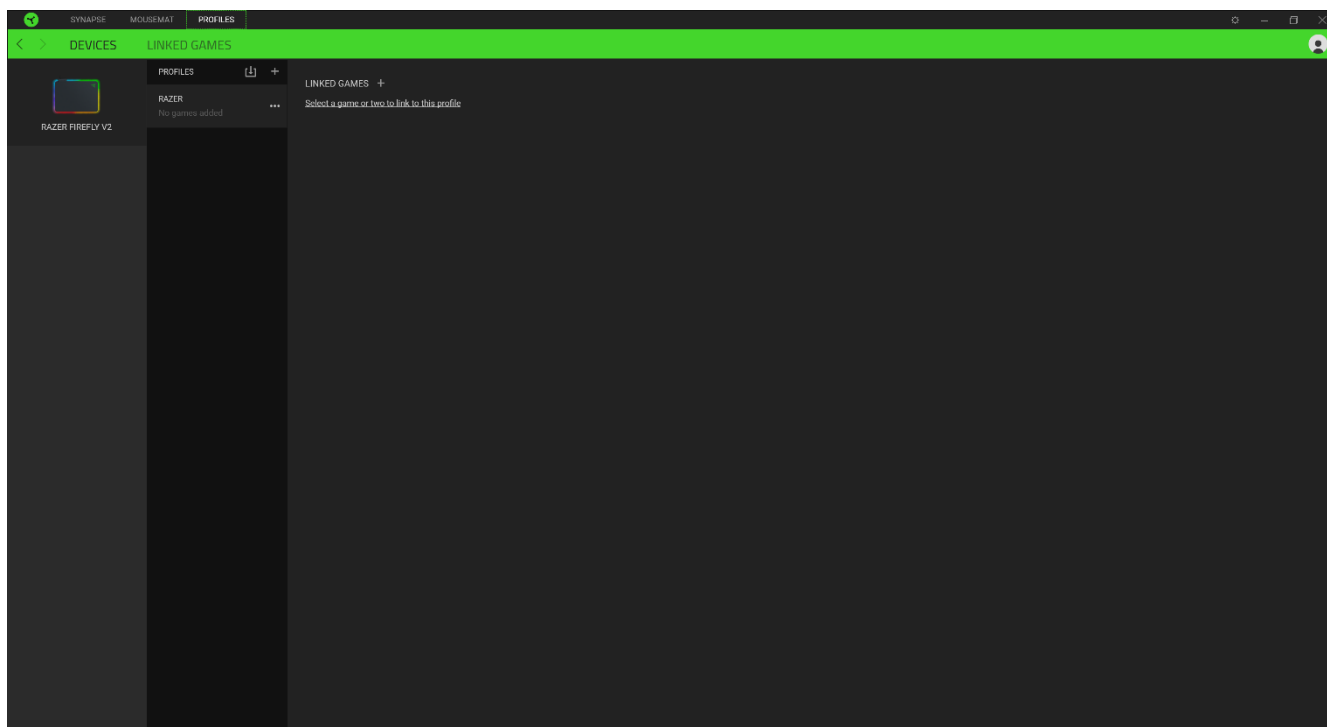 SYNAPSE MOUSEMAT PROFILES
DEVICES LINKED GAMES
RAZER FIREFLY V2
PROFILES
RAZER
No games added
LINKED GAMES +
Select a game or two to link to this profile